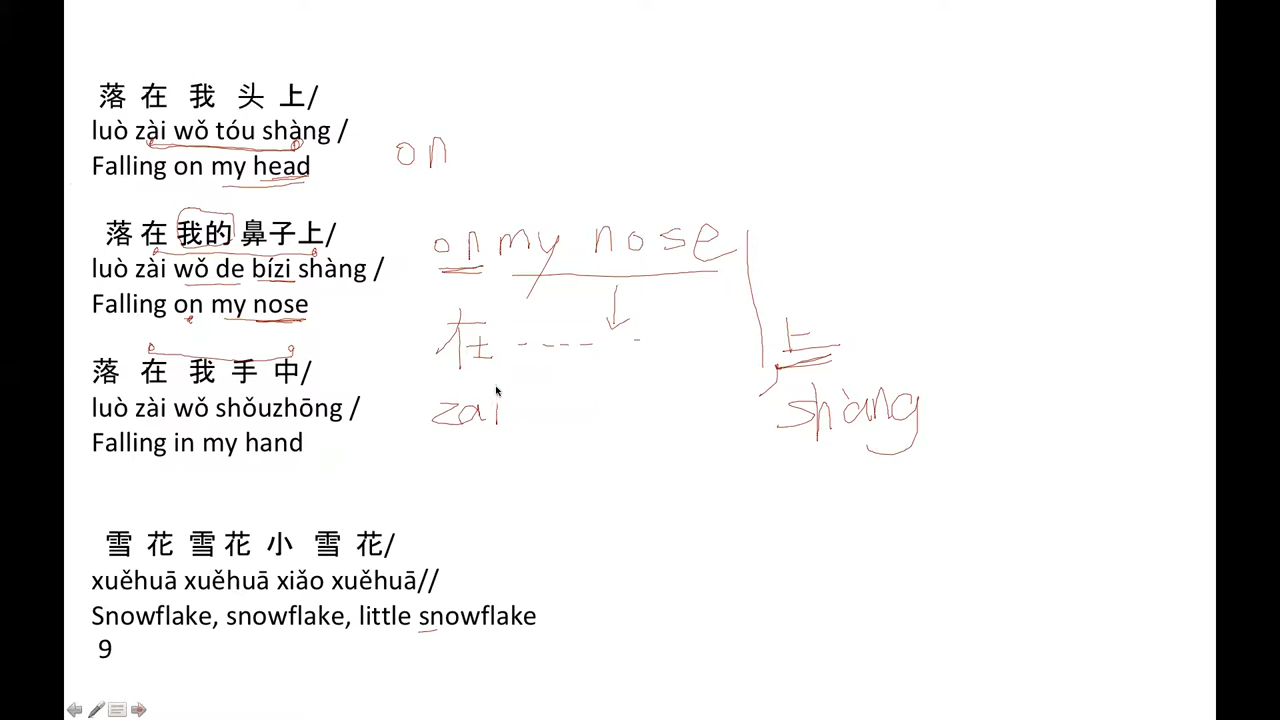 落 在 我 头 上/
luò zài wǒ tóu shàng /
Falling on my head
on
落 在 我的 鼻子上/
luò zài wǒ de bízi shàng /
Falling on my nose
on my nose
在 ---- - 上
zai shàng
落 在 我 手 中/
luò zài wǒ shǒuzhōng /
Falling in my hand
雪 花 雪 花 小 雪 花/
xuěhuā xuěhuā xiǎo xuěhuā//
Snowflake, snowflake, little snowflake
9